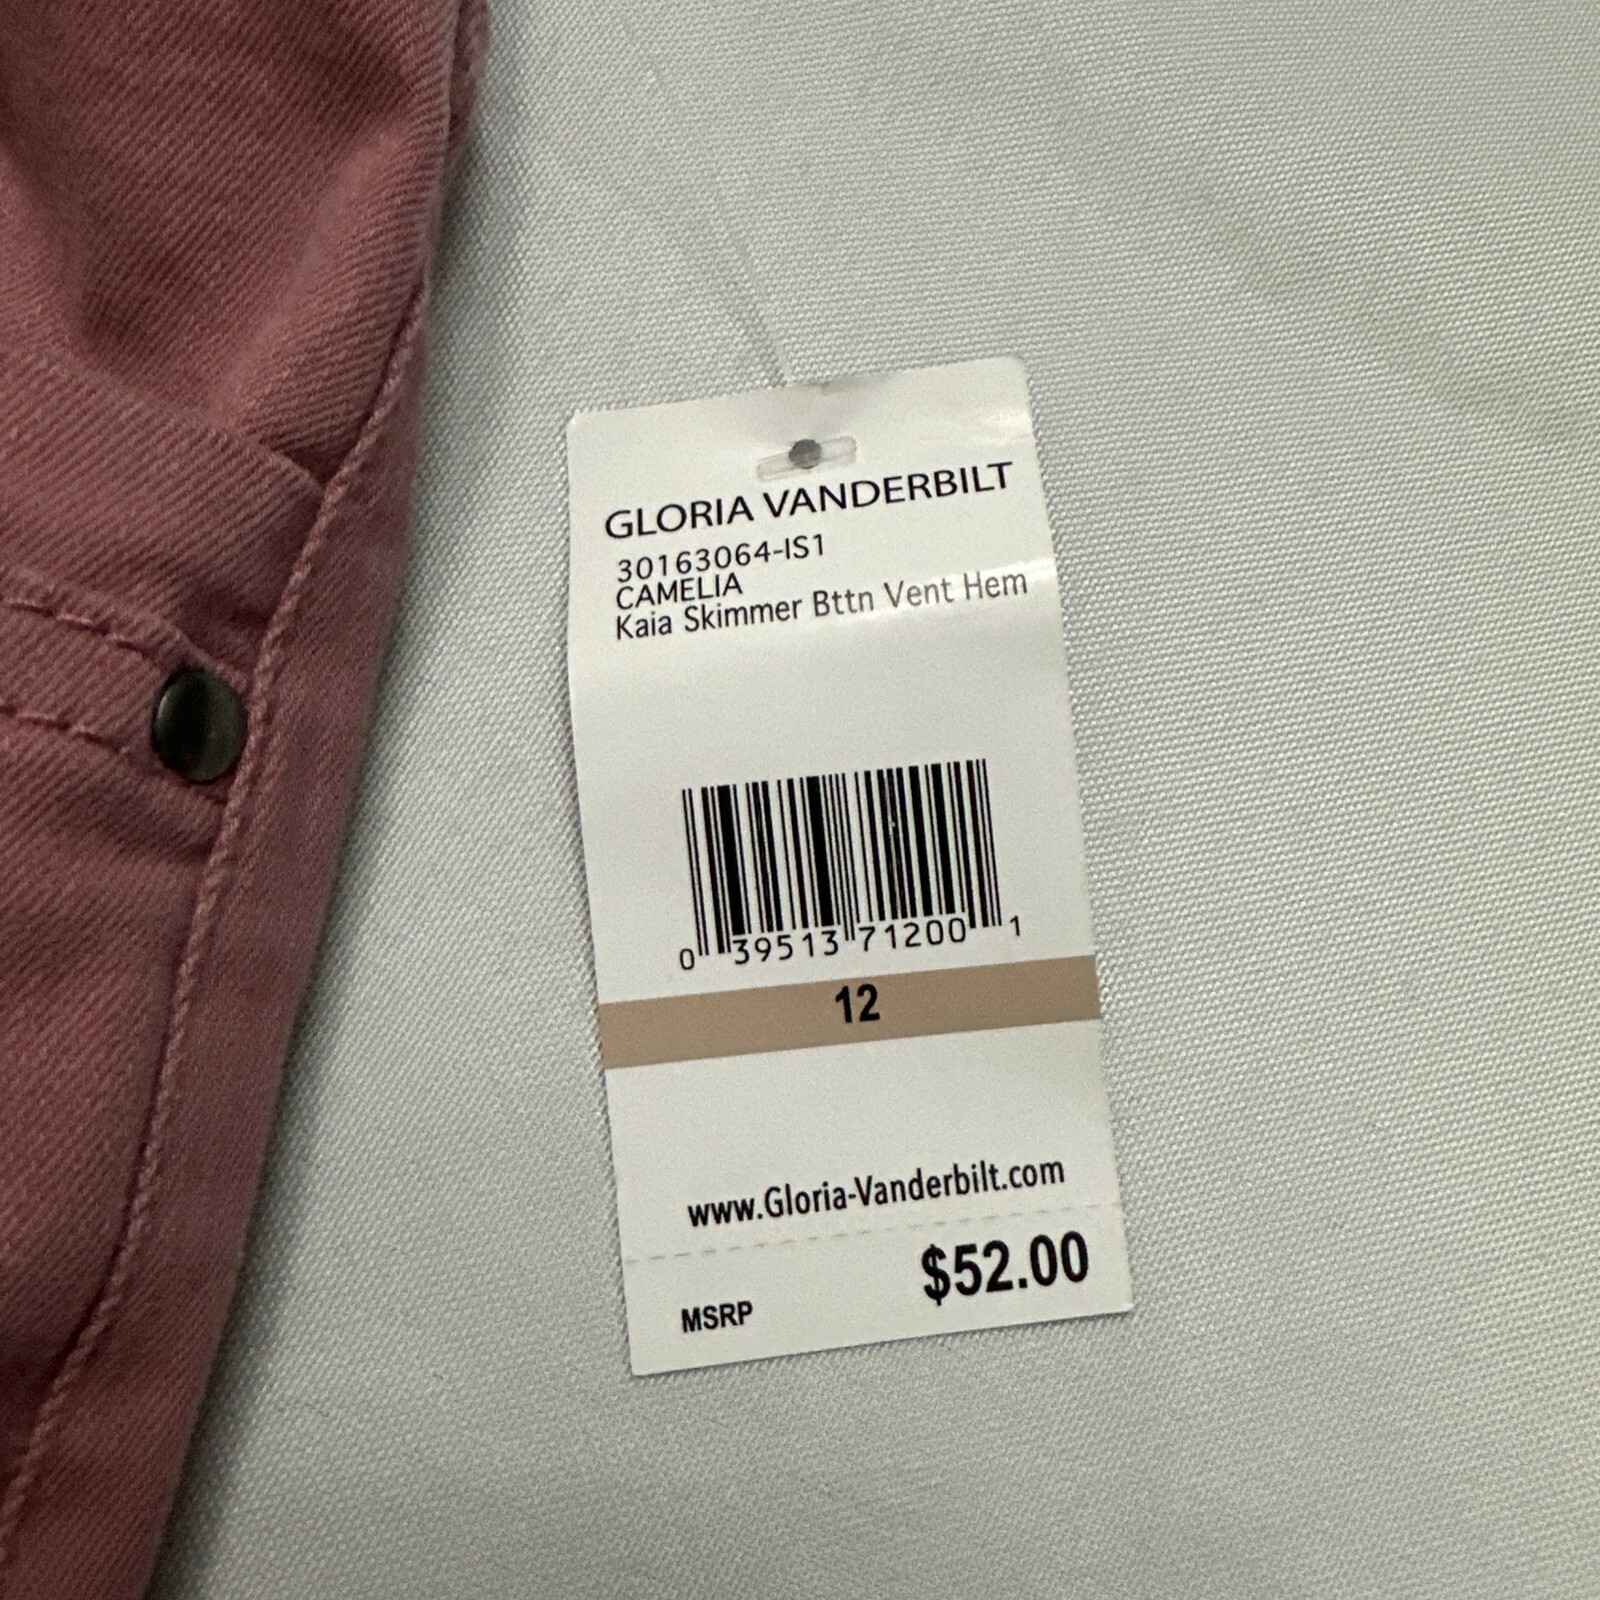 GLORIA VANDERBILT
30163064-IS1
CAMELIA
Kaia Skimmer Bttn Vent Hem
0 39513 71200 1
12
www.Gloria-Vanderbilt.com
$52.00
MSRP